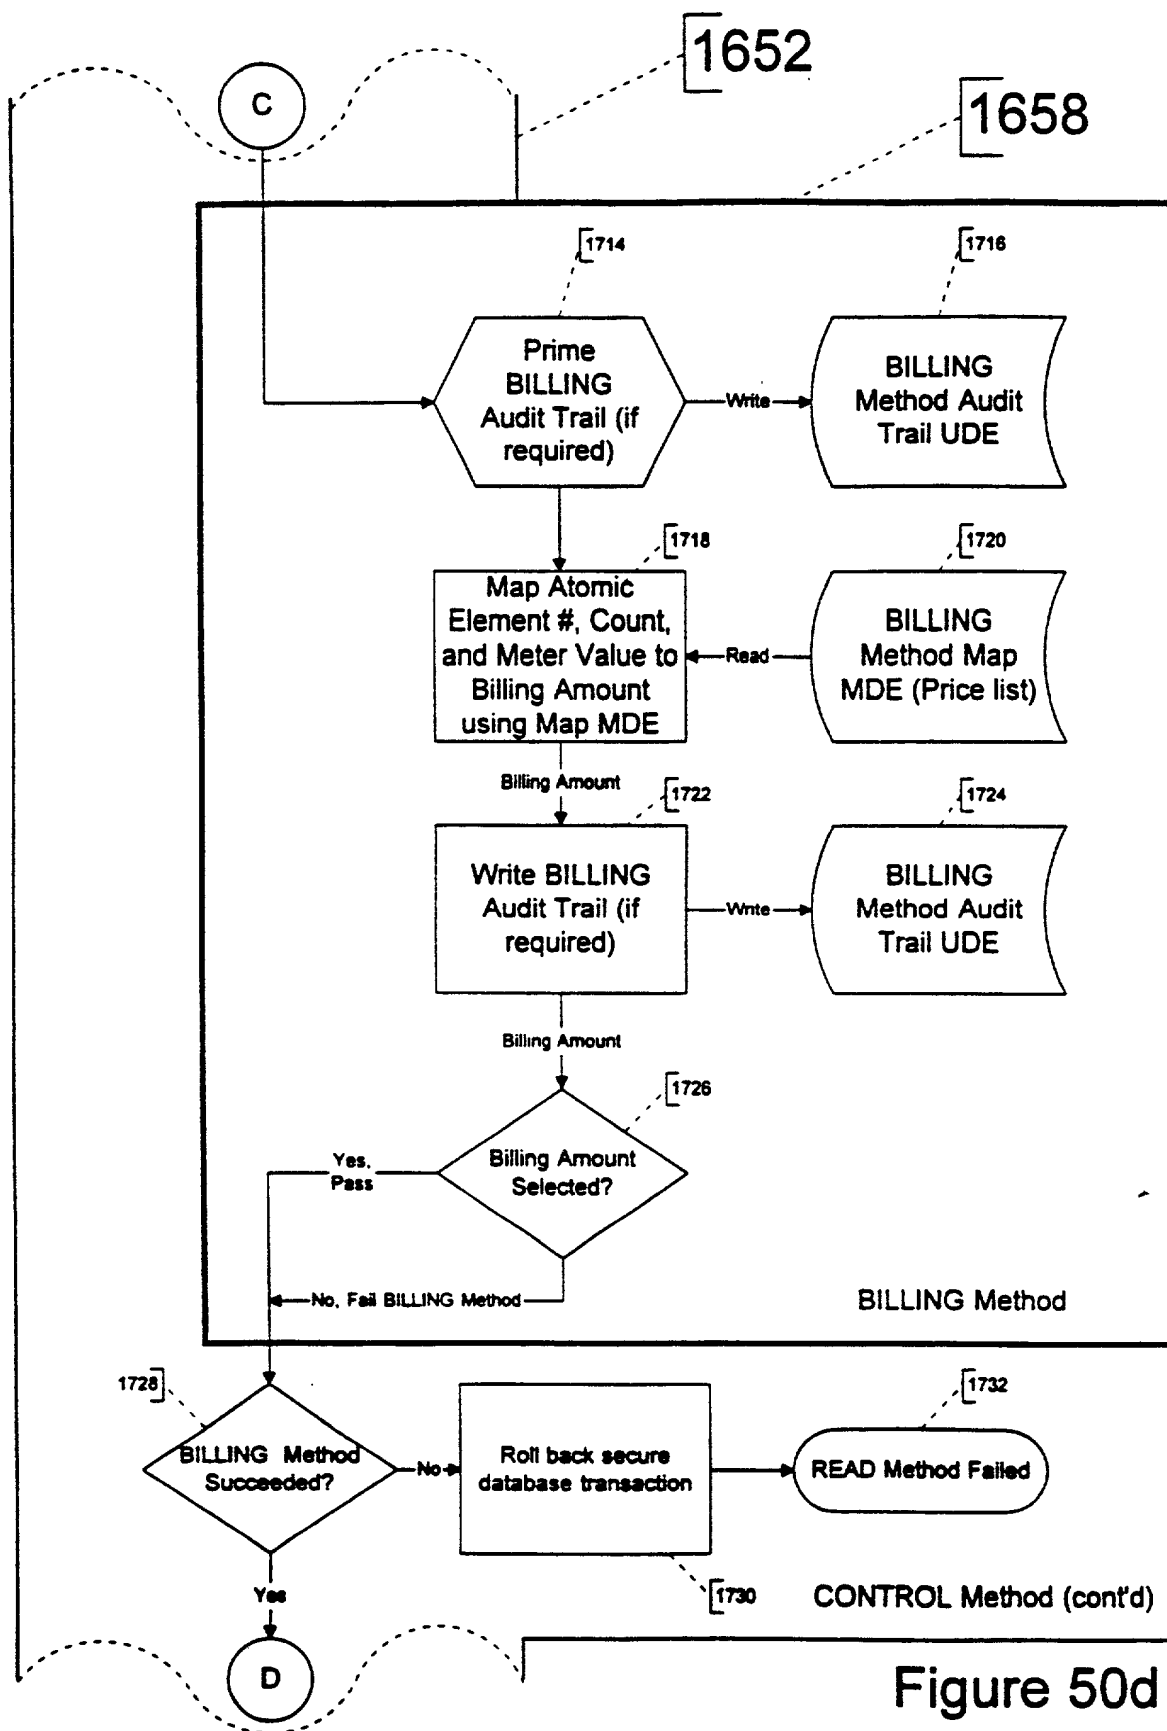 1652
C
1658
1714
1716
Prime
BILLING
Audit Trail (if
required)
Write
BILLING
Method Audit
Trail UDE
1718
1720
Map Atomic
Element #, Count,
and Meter Value to
Billing Amount
using Map MDE
Read
BILLING
Method Map
MDE (Price list)
Billing Amount
1722
1724
Write BILLING
Audit Trail (if
required)
Write
BILLING
Method Audit
Trail UDE
Billing Amount
1726
Yes,
Pass
Billing Amount
Selected?
No, Fail BILLING Method
BILLING Method
1728
1732
BILLING Method
Succeeded?
No
Roll back secure
database transaction
READ Method Failed
Yes
1730
CONTROL Method (cont'd)
D
Figure 50d